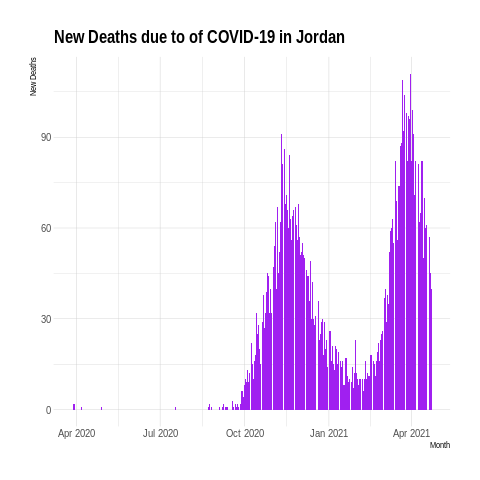 New Deaths due to of COVID-19 in Jordan
New Deaths
90
60
30
0
Apr 2020 Jul 2020 Oct 2020 Jan 2021 Apr 2021
Month